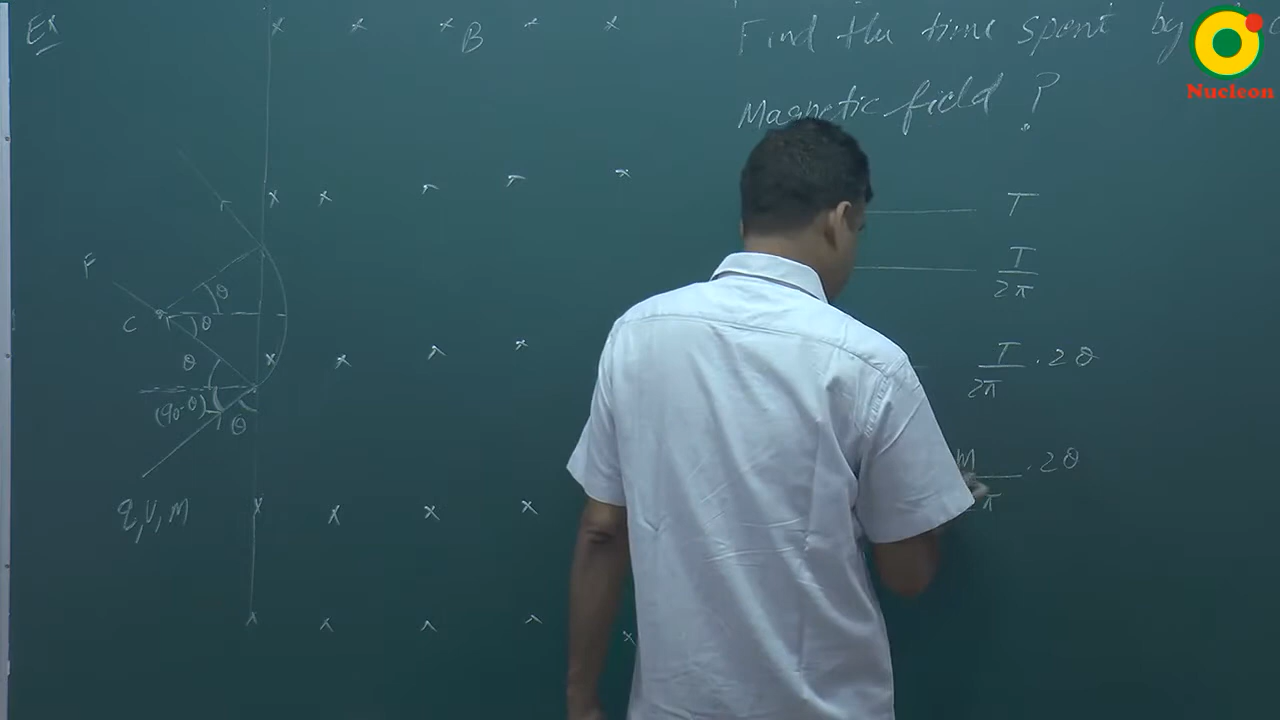 Ex
B
Find the time spent by
Magnetic field ?
Nucleon
T
T
2π
F
θ
C
θ
θ
T/2π . 2θ
(90-θ)
θ
M
. 2θ
π
q, v, M